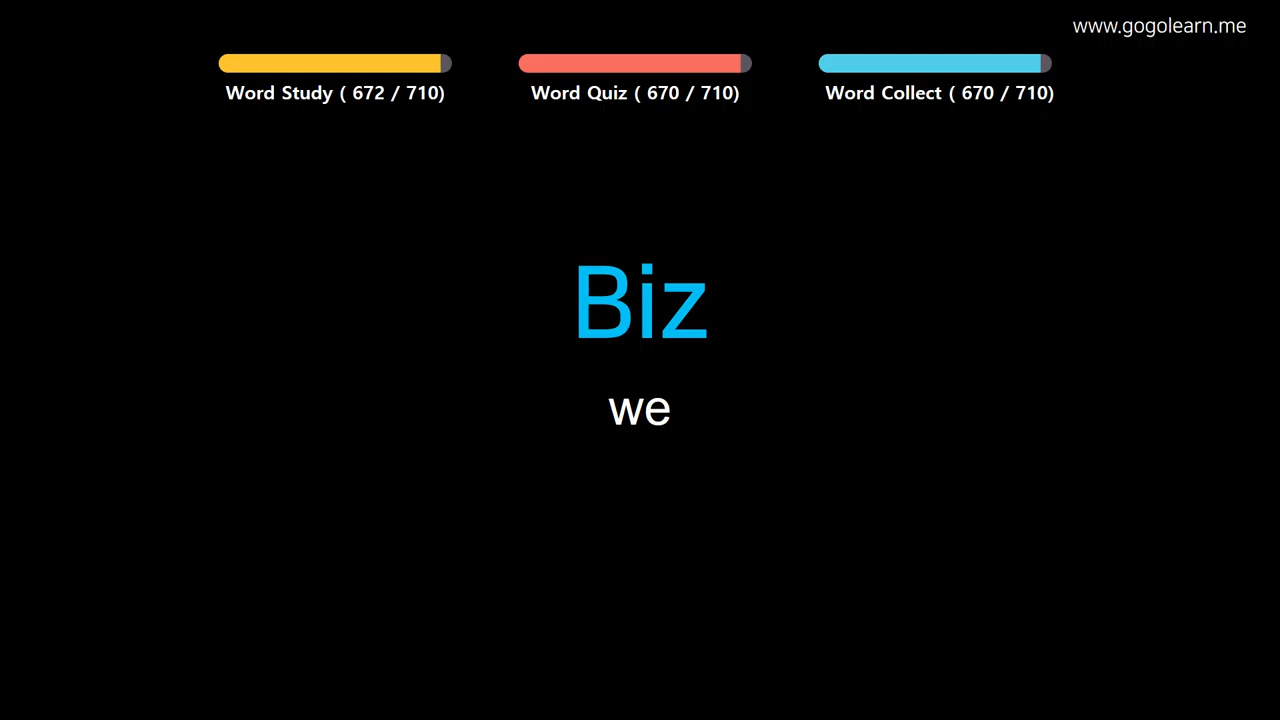 www.gogolearn.me
Word Study ( 672 / 710)
Word Quiz ( 670 / 710)
Word Collect ( 670 / 710)
Biz
we